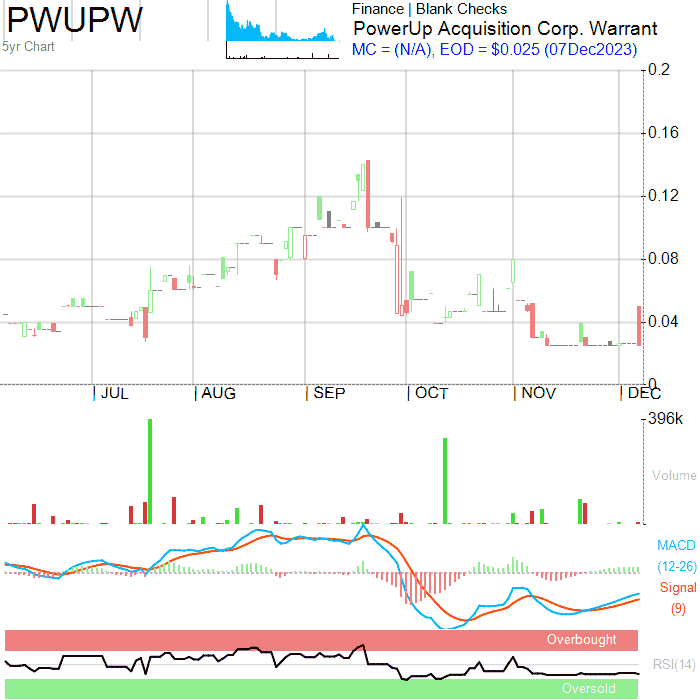 PWUPW
5yr Chart
Finance | Blank Checks
PowerUp Acquisition Corp. Warrant
MC = (N/A), EOD = $0.025 (07Dec2023)
0.2
0.16
0.12
0.08
0.04
0
JUL AUG SEP OCT NOV DEC
396k
Volume
MACD
(12-26)
Signal
(9)
Overbought
RSI(14)
Oversold